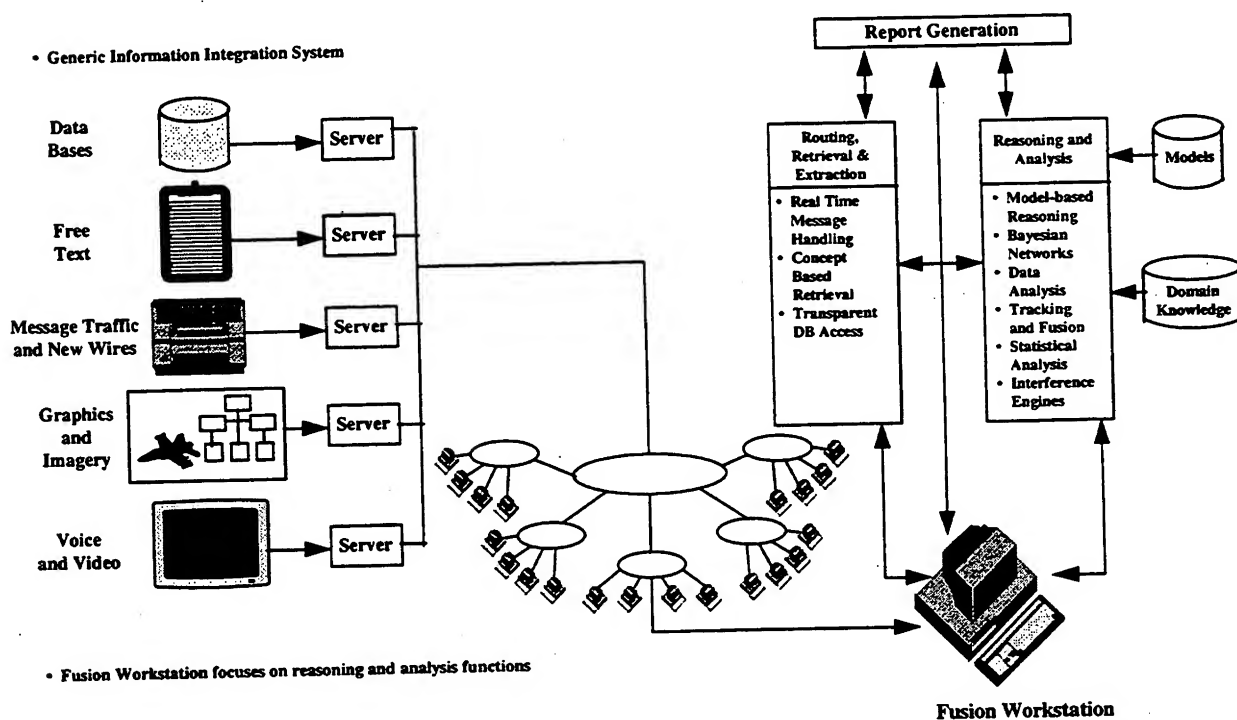 • Generic Information Integration System
Data
Bases
Server
Free
Text
Server
Message Traffic
and New Wires
Server
Graphics
and
Imagery
Server
Voice
and Video
Server
Report Generation
Routing,
Retrieval &
Extraction
• Real Time
Message
Handling
• Concept
Based
Retrieval
• Transparent
DB Access
Reasoning and
Analysis
• Model-based
Reasoning
• Bayesian
Networks
• Data
Analysis
• Tracking
and Fusion
• Statistical
Analysis
• Interference
Engines
Models
Domain
Knowledge
• Fusion Workstation focuses on reasoning and analysis functions
Fusion Workstation